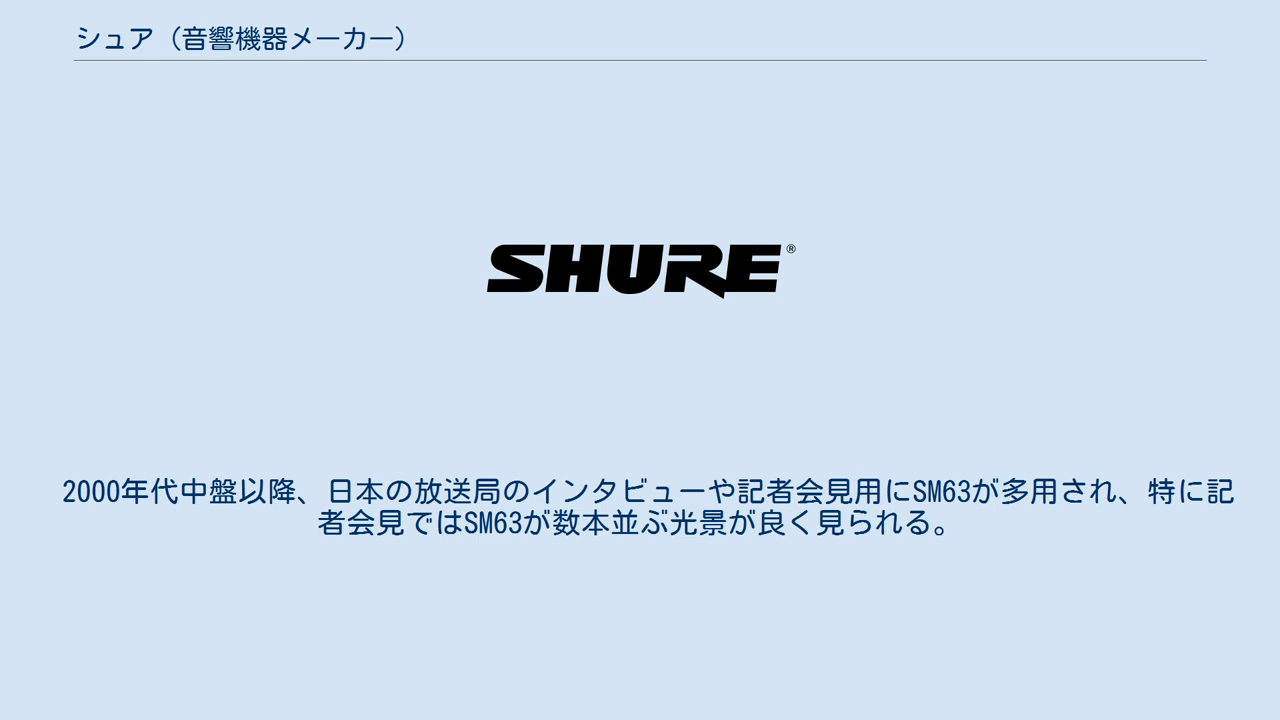 シュア（音響機器メーカー）
SHURE®
2000年代中盤以降、日本の放送局のインタビューや記者会見用にSM63が多用され、特に記
者会見ではSM63が数本並ぶ光景が良く見られる。